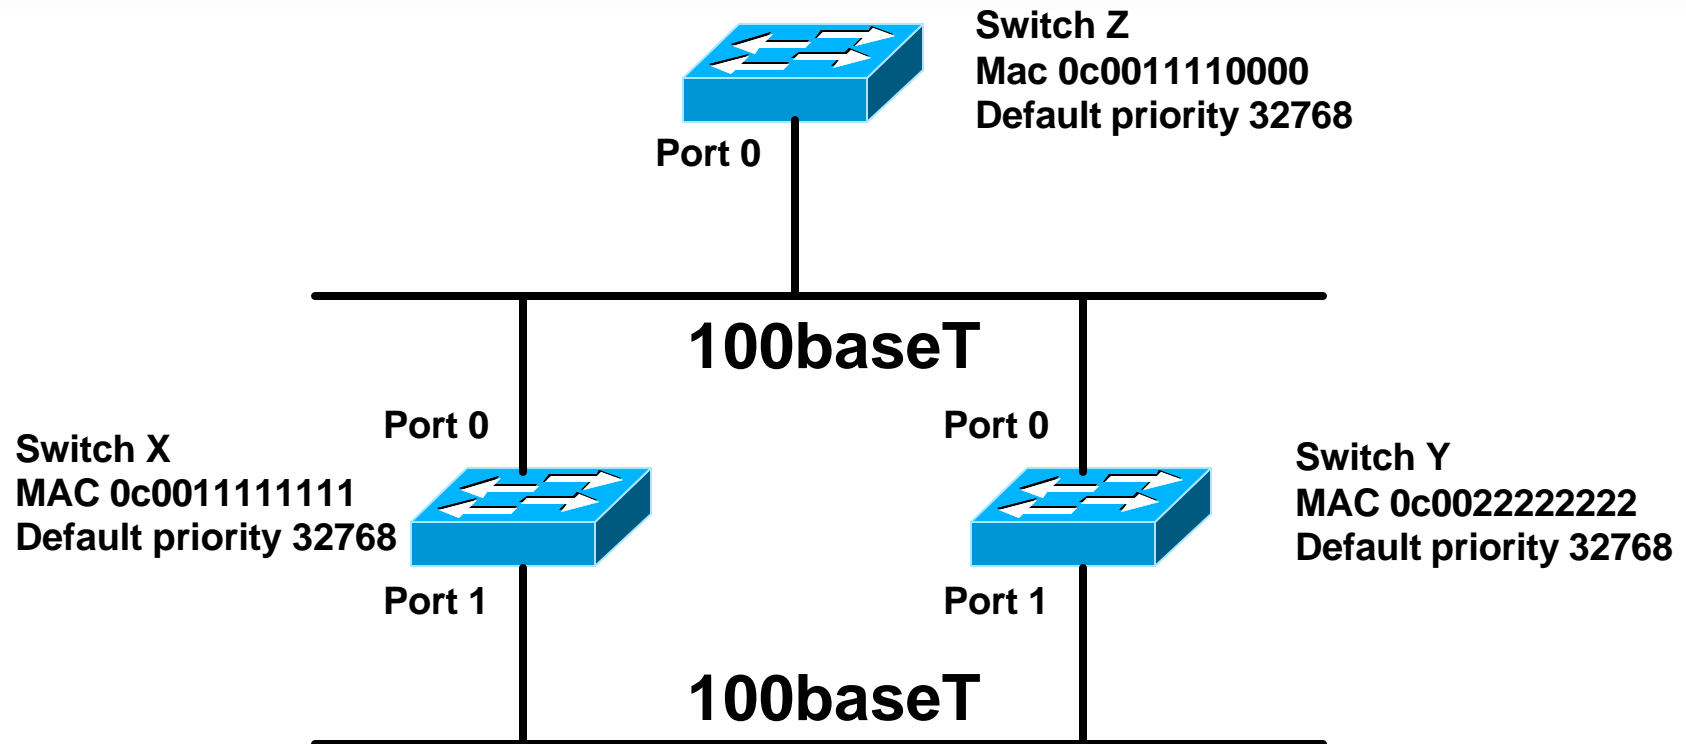 Switch Z
Mac 0c0011110000
Default priority 32768
Port 0
100baseT
Port 0
Port 0
Switch X
MAC 0c0011111111
Default priority 32768
Switch Y
MAC 0c0022222222
Default priority 32768
Port 1
Port 1
100baseT